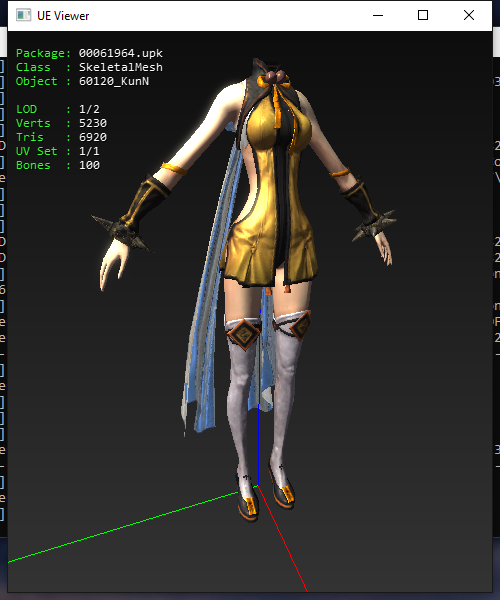 UE Viewer
Package: 00061964.upk
Class  : SkeletalMesh
Object : 60120_KunN
LOD    : 1/2
Verts  : 5230
Tris   : 6920
UV Set : 1/1
Bones  : 100